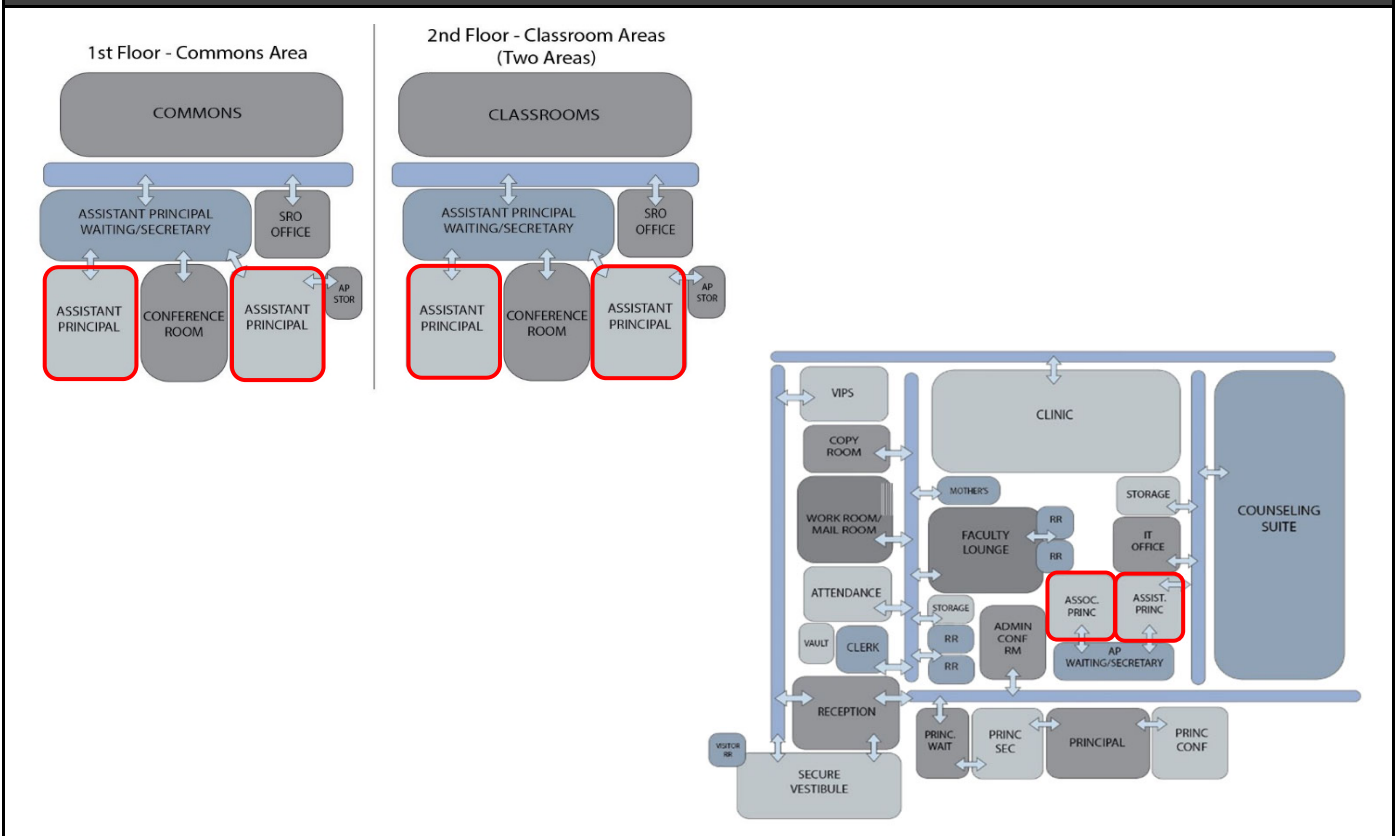 1st Floor - Commons Area
COMMONS
ASSISTANT PRINCIPAL
WAITING/SECRETARY
SRO
OFFICE
ASSISTANT
PRINCIPAL
CONFERENCE
ROOM
ASSISTANT
PRINCIPAL
AP
STOR
2nd Floor - Classroom Areas
(Two Areas)
CLASSROOMS
ASSISTANT PRINCIPAL
WAITING/SECRETARY
SRO
OFFICE
ASSISTANT
PRINCIPAL
CONFERENCE
ROOM
ASSISTANT
PRINCIPAL
AP
STOR
VIPS
COPY
ROOM
WORK ROOM/
MAIL ROOM
ATTENDANCE
VAULT
CLERK
RECEPTION
VISITOR
RR
SECURE
VESTIBULE
CLINIC
MOTHER'S
FACULTY
LOUNGE
RR
RR
STORAGE
RR
RR
ADMIN
CONF
RM
STORAGE
IT
OFFICE
ASSOC.
PRINC
ASSIST.
PRINC
AP
WAITING/SECRETARY
COUNSELING
SUITE
PRINC.
WAIT
PRINC
SEC
PRINCIPAL
PRINC
CONF